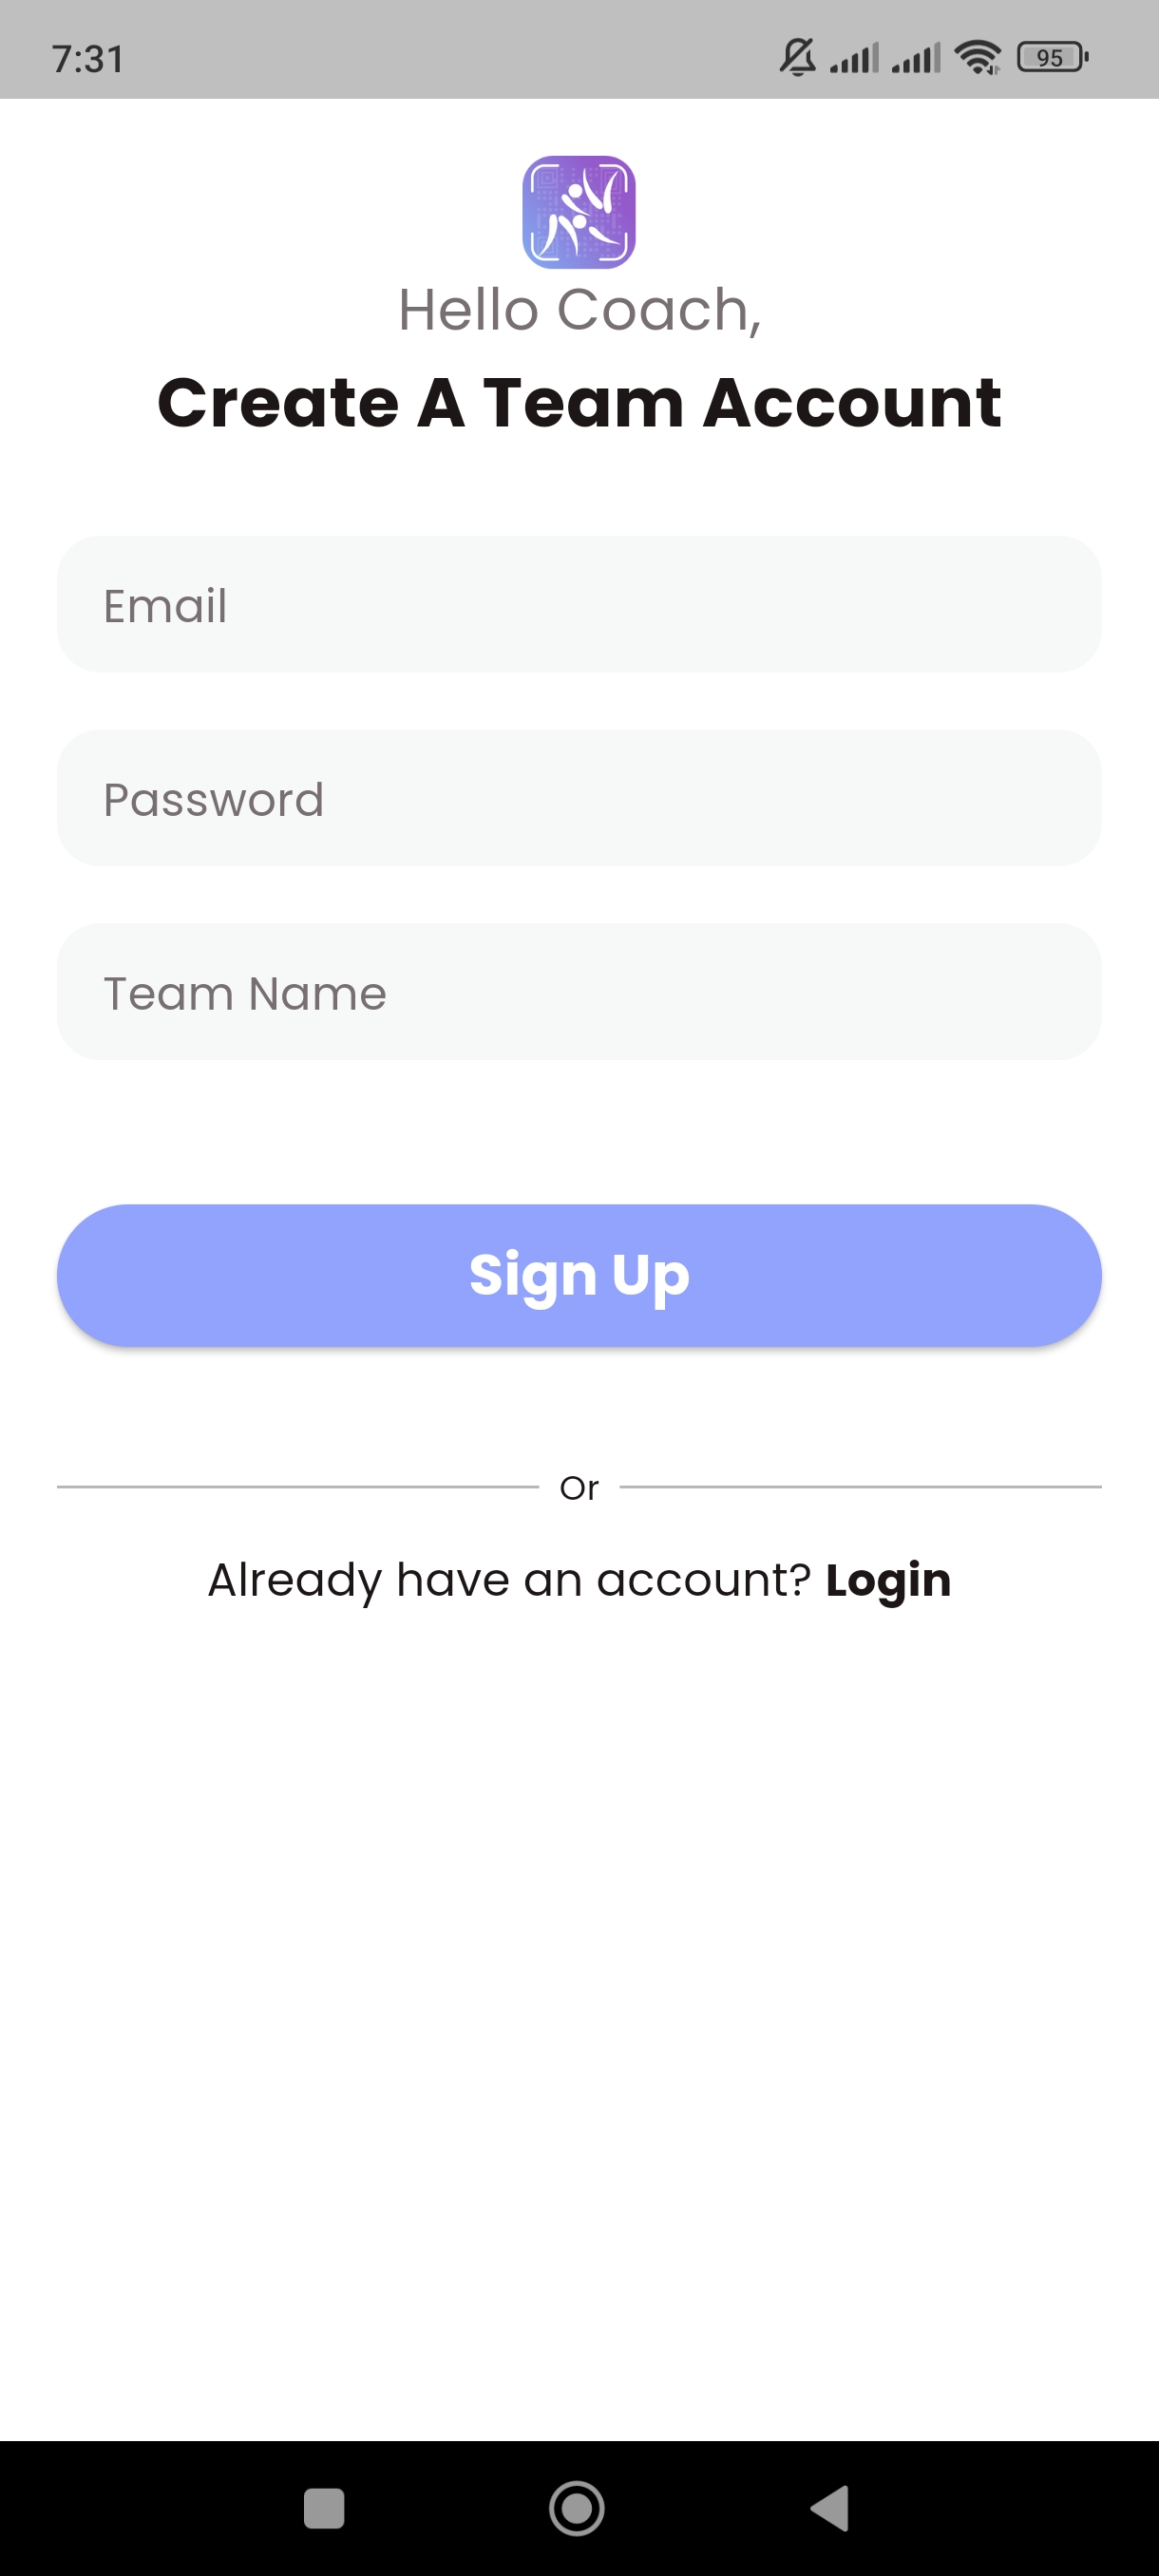 7:31
95
Hello Coach,
Create A Team Account
Email
Password
Team Name
Sign Up
Or
Already have an account? Login